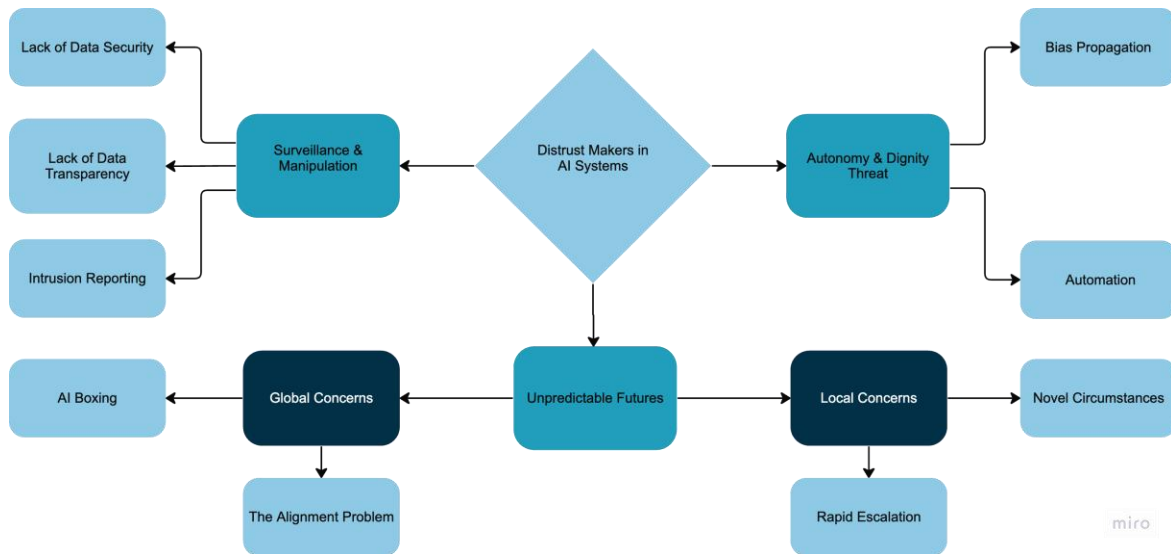 Lack of Data Security
Bias Propagation
Distrust Makers in
AI Systems
Surveillance &
Manipulation
Autonomy & Dignity
Threat
Lack of Data
Transparency
Intrusion Reporting
Automation
AI Boxing
Global Concerns
Unpredictable Futures
Local Concerns
Novel Circumstances
The Alignment Problem
Rapid Escalation
miro